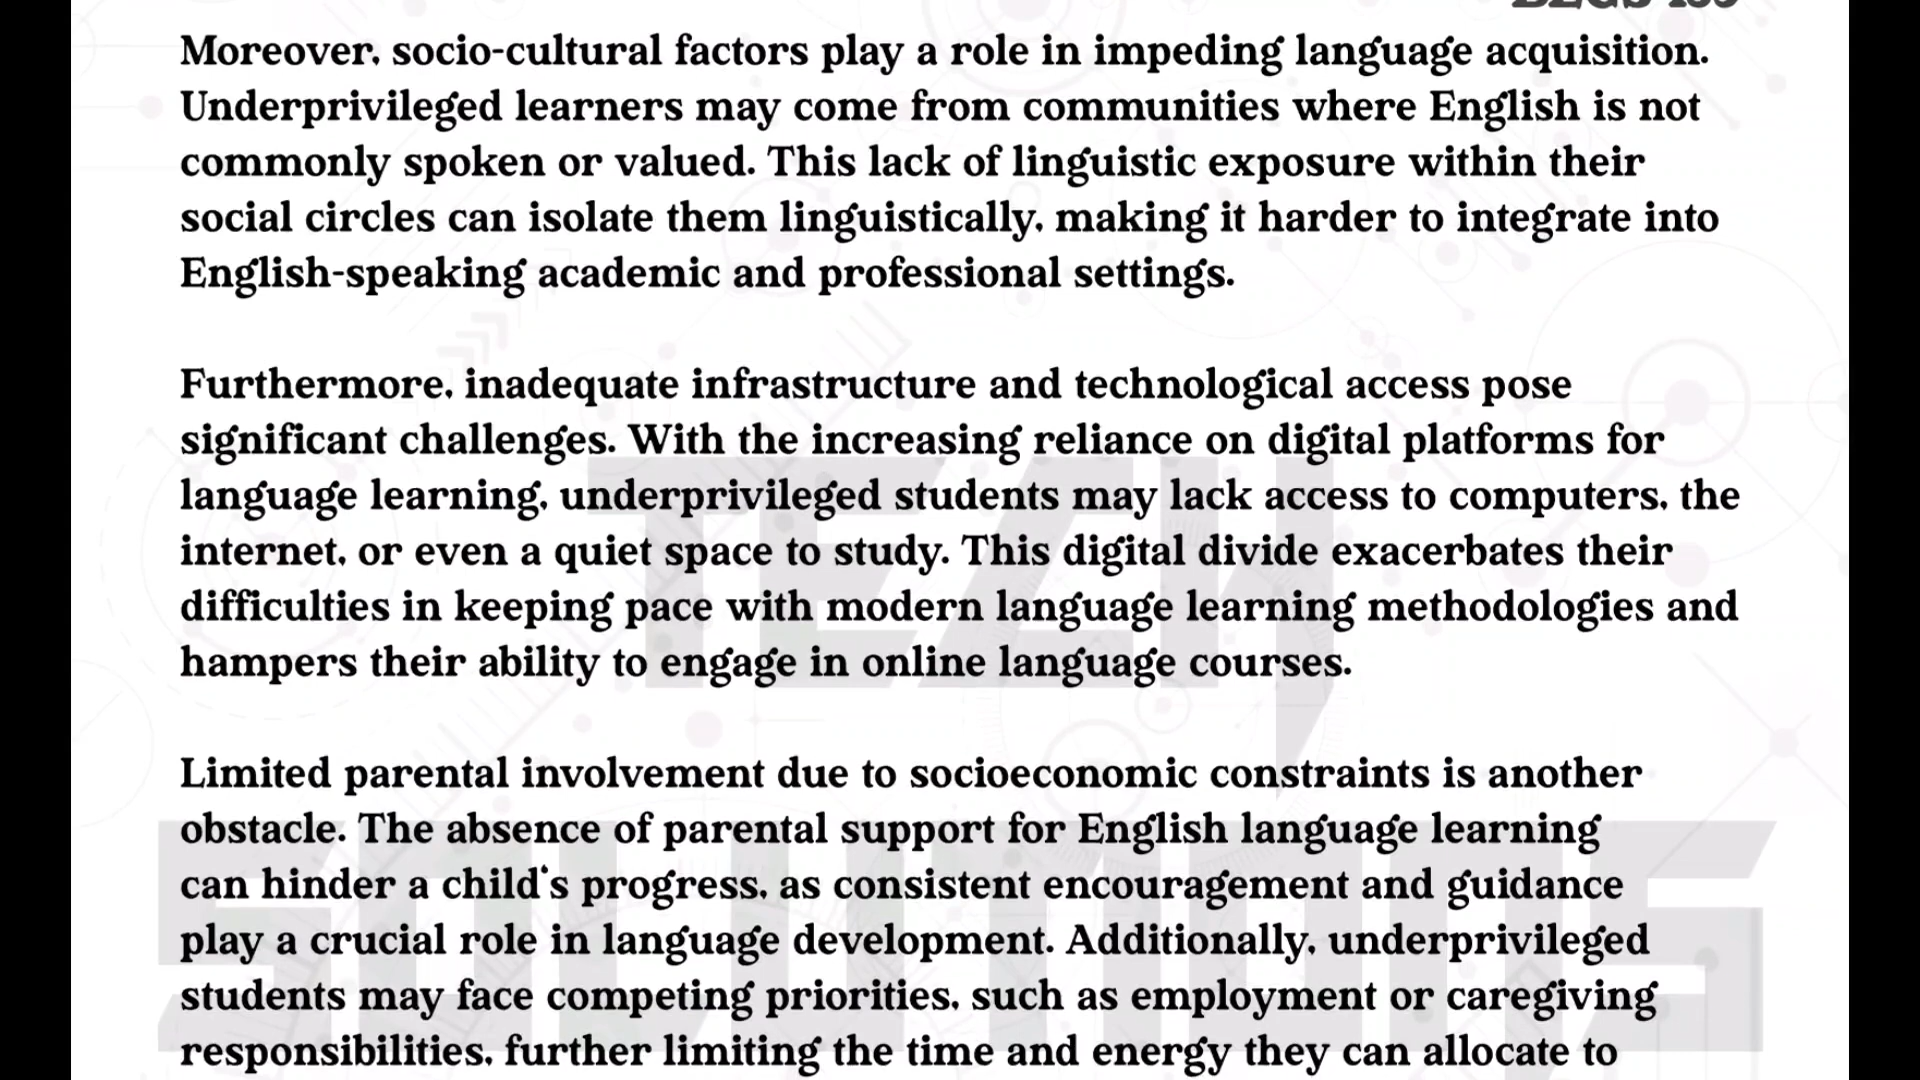 Moreover, socio-cultural factors play a role in impeding language acquisition.
Underprivileged learners may come from communities where English is not
commonly spoken or valued. This lack of linguistic exposure within their
social circles can isolate them linguistically, making it harder to integrate into
English-speaking academic and professional settings.
Furthermore, inadequate infrastructure and technological access pose
significant challenges. With the increasing reliance on digital platforms for
language learning, underprivileged students may lack access to computers, the
internet, or even a quiet space to study. This digital divide exacerbates their
difficulties in keeping pace with modern language learning methodologies and
hampers their ability to engage in online language courses.
Limited parental involvement due to socioeconomic constraints is another
obstacle. The absence of parental support for English language learning
can hinder a child's progress, as consistent encouragement and guidance
play a crucial role in language development. Additionally, underprivileged
students may face competing priorities, such as employment or caregiving
responsibilities, further limiting the time and energy they can allocate to
TECH
SOLUTIONS